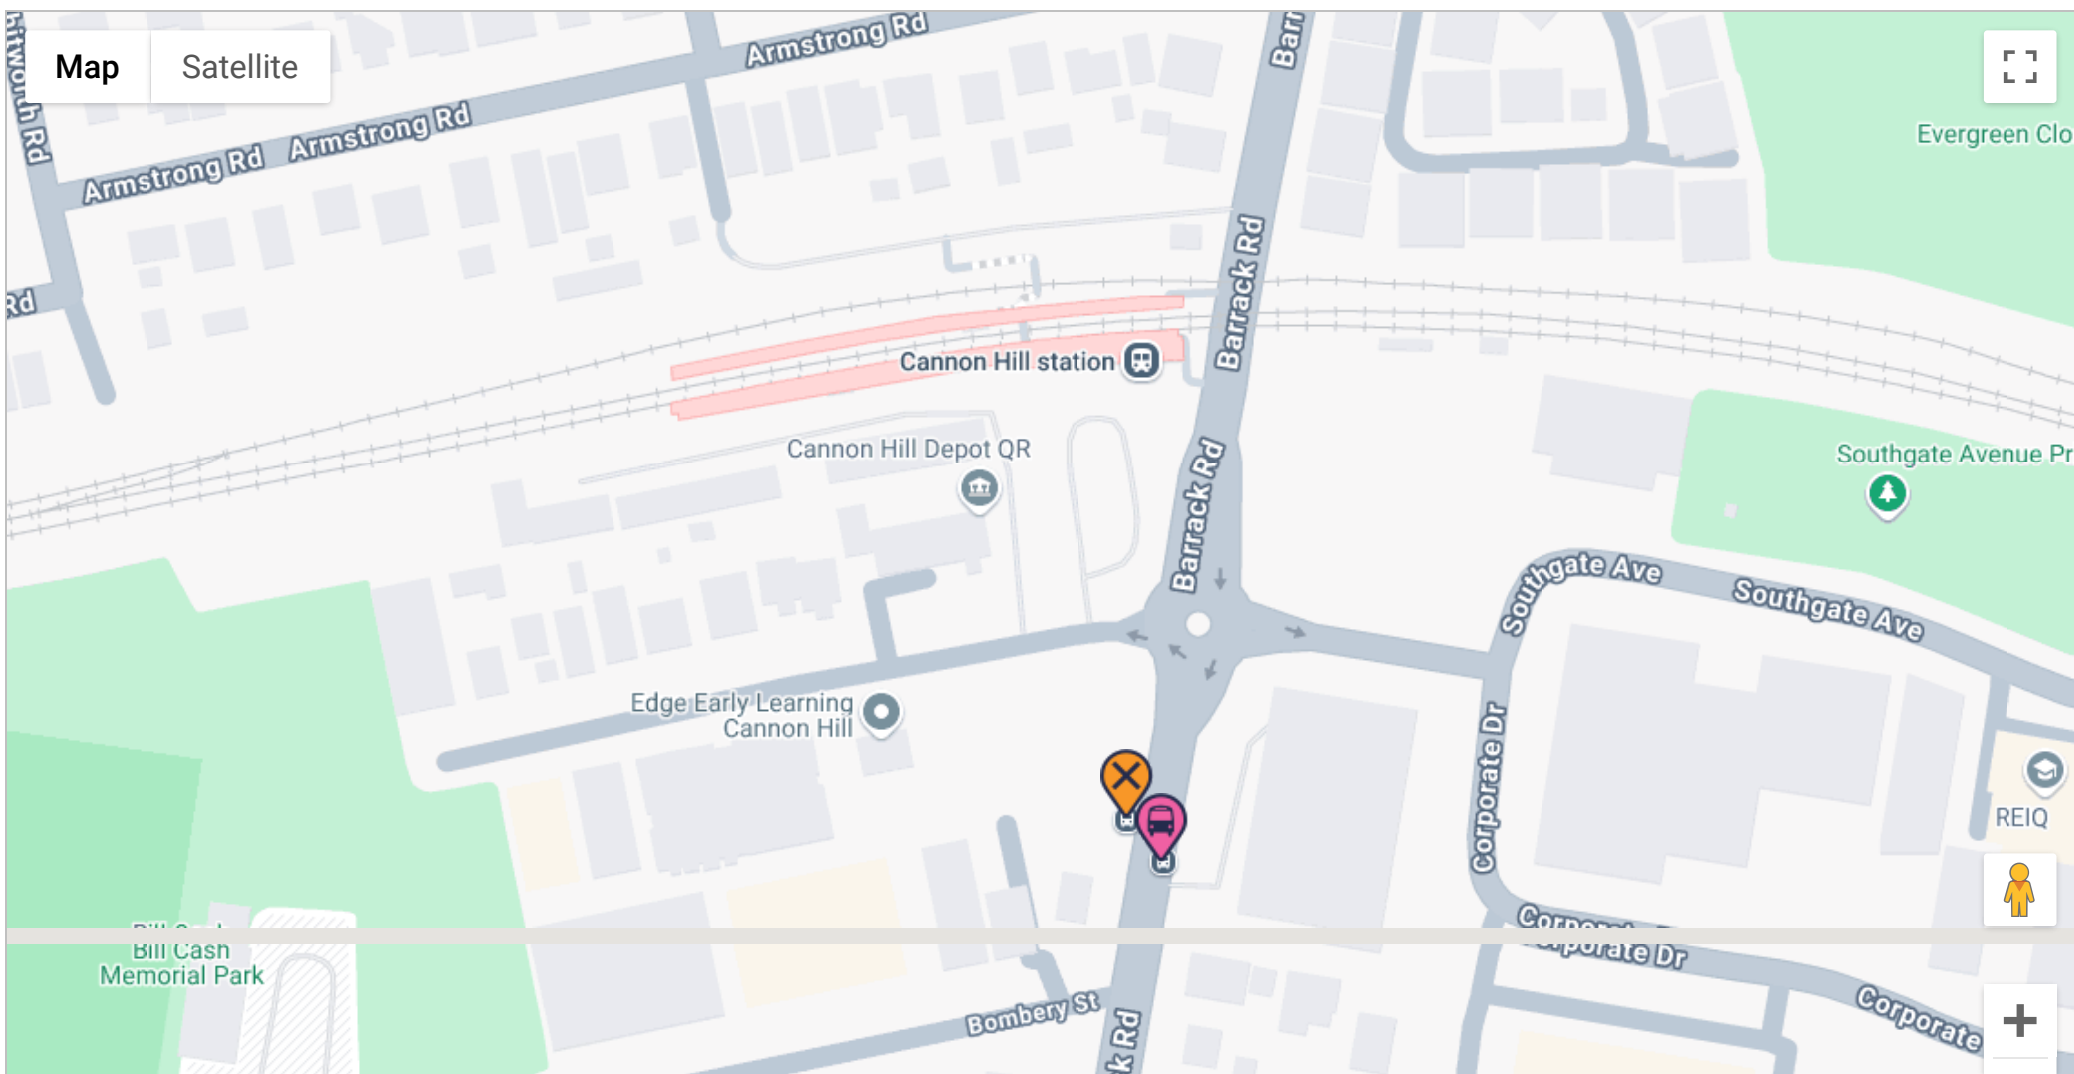 Map
Satellite
Armstrong Rd
Armstrong Rd
Armstrong Rd
Barrack Rd
Barrack Rd
Evergreen Clo
Rd
Cannon Hill station
Cannon Hill Depot QR
Southgate Avenue Pr
Southgate Ave
Southgate Ave
Edge Early Learning
Cannon Hill
Corporate Dr
REIQ
Bill Cash
Memorial Park
Corporate Dr
Corporate
Bombery St
k Rd